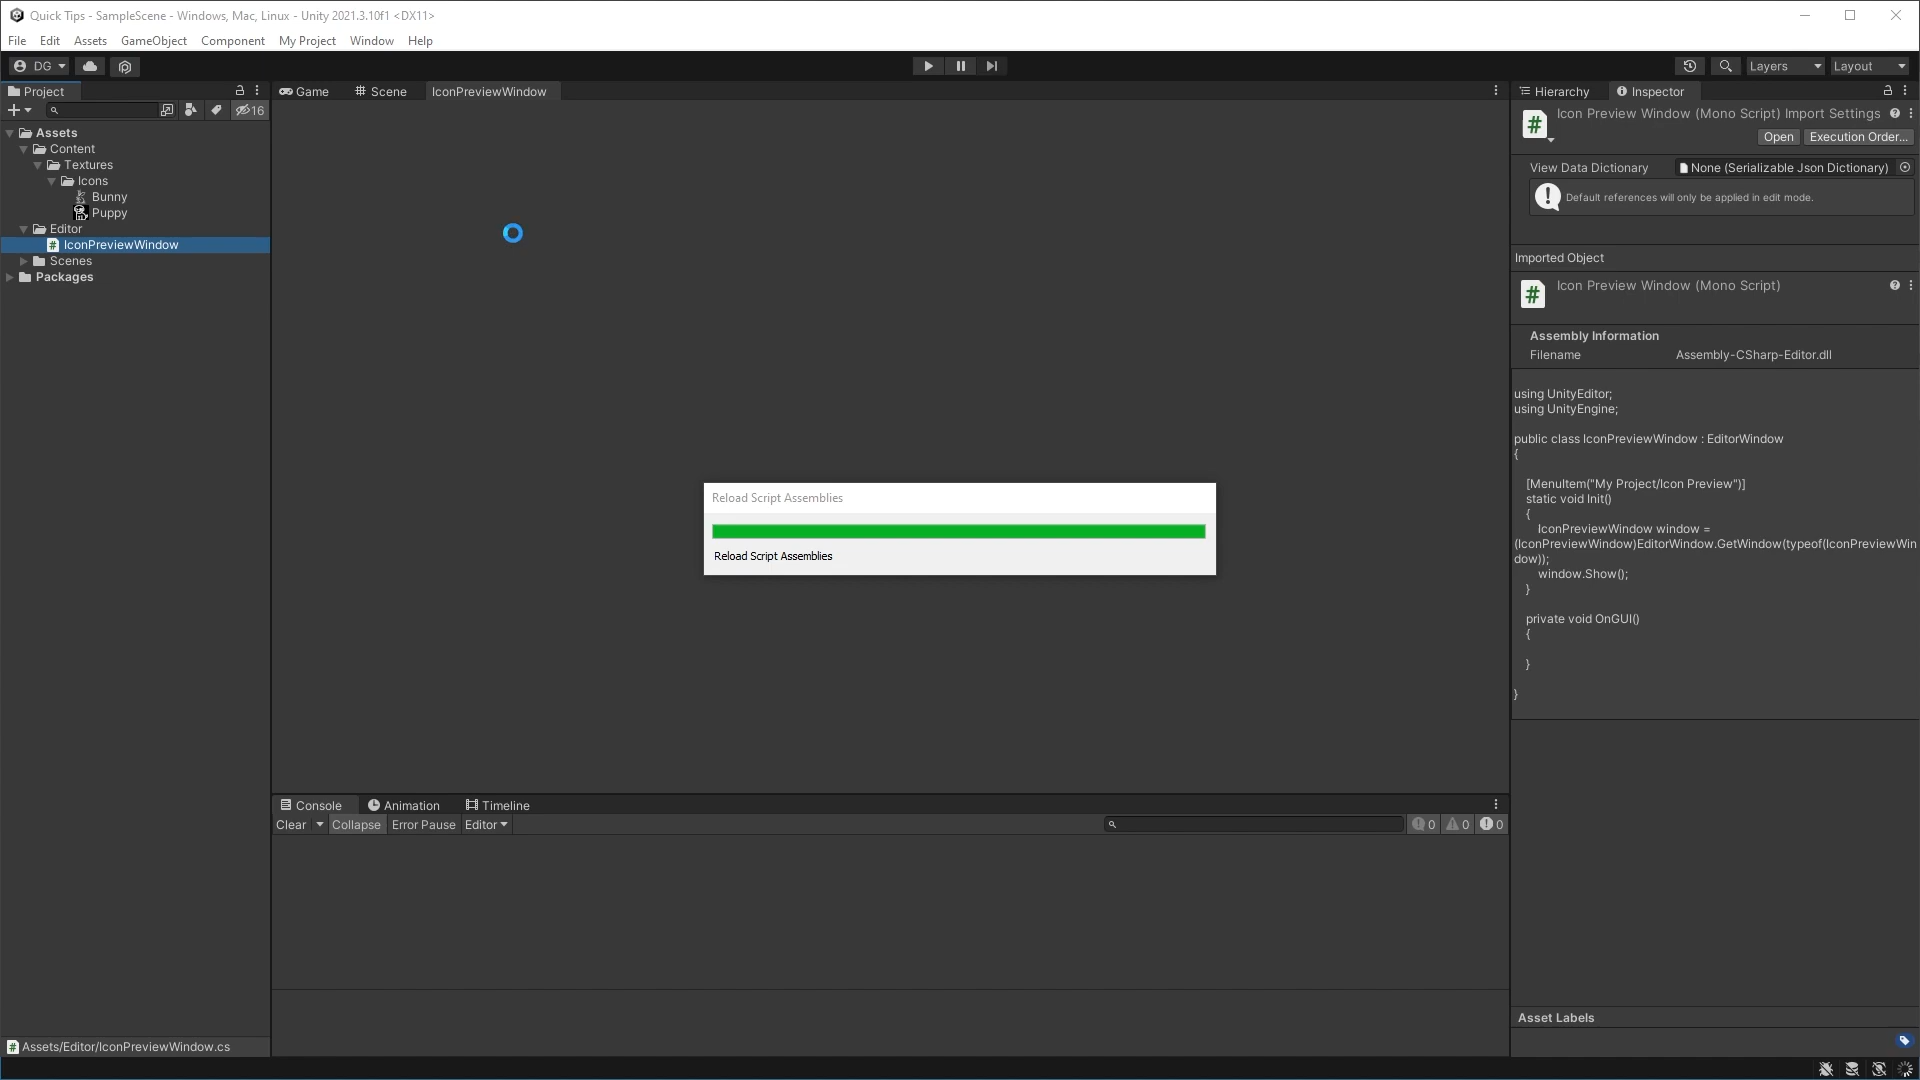 Quick Tips - SampleScene - Windows, Mac, Linux - Unity 2021.3.10f1 <DX11>
File Edit Assets GameObject Component My Project Window Help
DG Layers Layout
Project
16
Assets
Content
Textures
Icons
Bunny
Puppy
Editor
IconPreviewWindow
Scenes
Packages
Assets/Editor/IconPreviewWindow.cs
Game Scene IconPreviewWindow
Reload Script Assemblies
Reload Script Assemblies
Console Animation Timeline
Clear Collapse Error Pause Editor 0 0 0
Hierarchy Inspector
Icon Preview Window (Mono Script) Import Settings
Open Execution Order...
View Data Dictionary None (Serializable Json Dictionary)
Default references will only be applied in edit mode.
Imported Object
Icon Preview Window (Mono Script)
Assembly Information
Filename Assembly-CSharp-Editor.dll
using UnityEditor;
using UnityEngine;
public class IconPreviewWindow : EditorWindow
{
[MenuItem("My Project/Icon Preview")]
static void Init()
{
IconPreviewWindow window =
(IconPreviewWindow)EditorWindow.GetWindow(typeof(IconPreviewWin
dow));
window.Show();
}
private void OnGUI()
{
}
}
Asset Labels